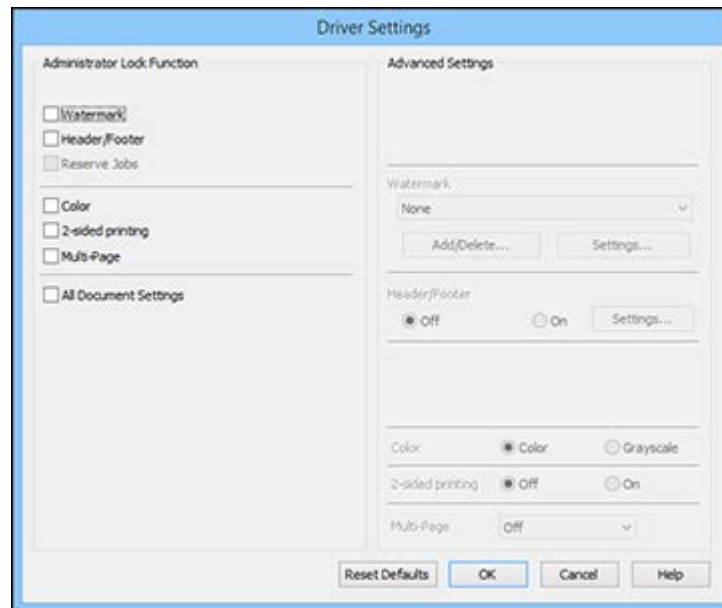 Driver Settings
Administrator Lock Function
Watermark
Header/Footer
Reserve Jobs
Color
2-sided printing
Multi-Page
All Document Settings
Advanced Settings
Watermark
None
Add/Delete... Settings...
Header/Footer
Off On Settings...
Color Color Grayscale
2-sided printing Off On
Multi-Page Off
Reset Defaults OK Cancel Help